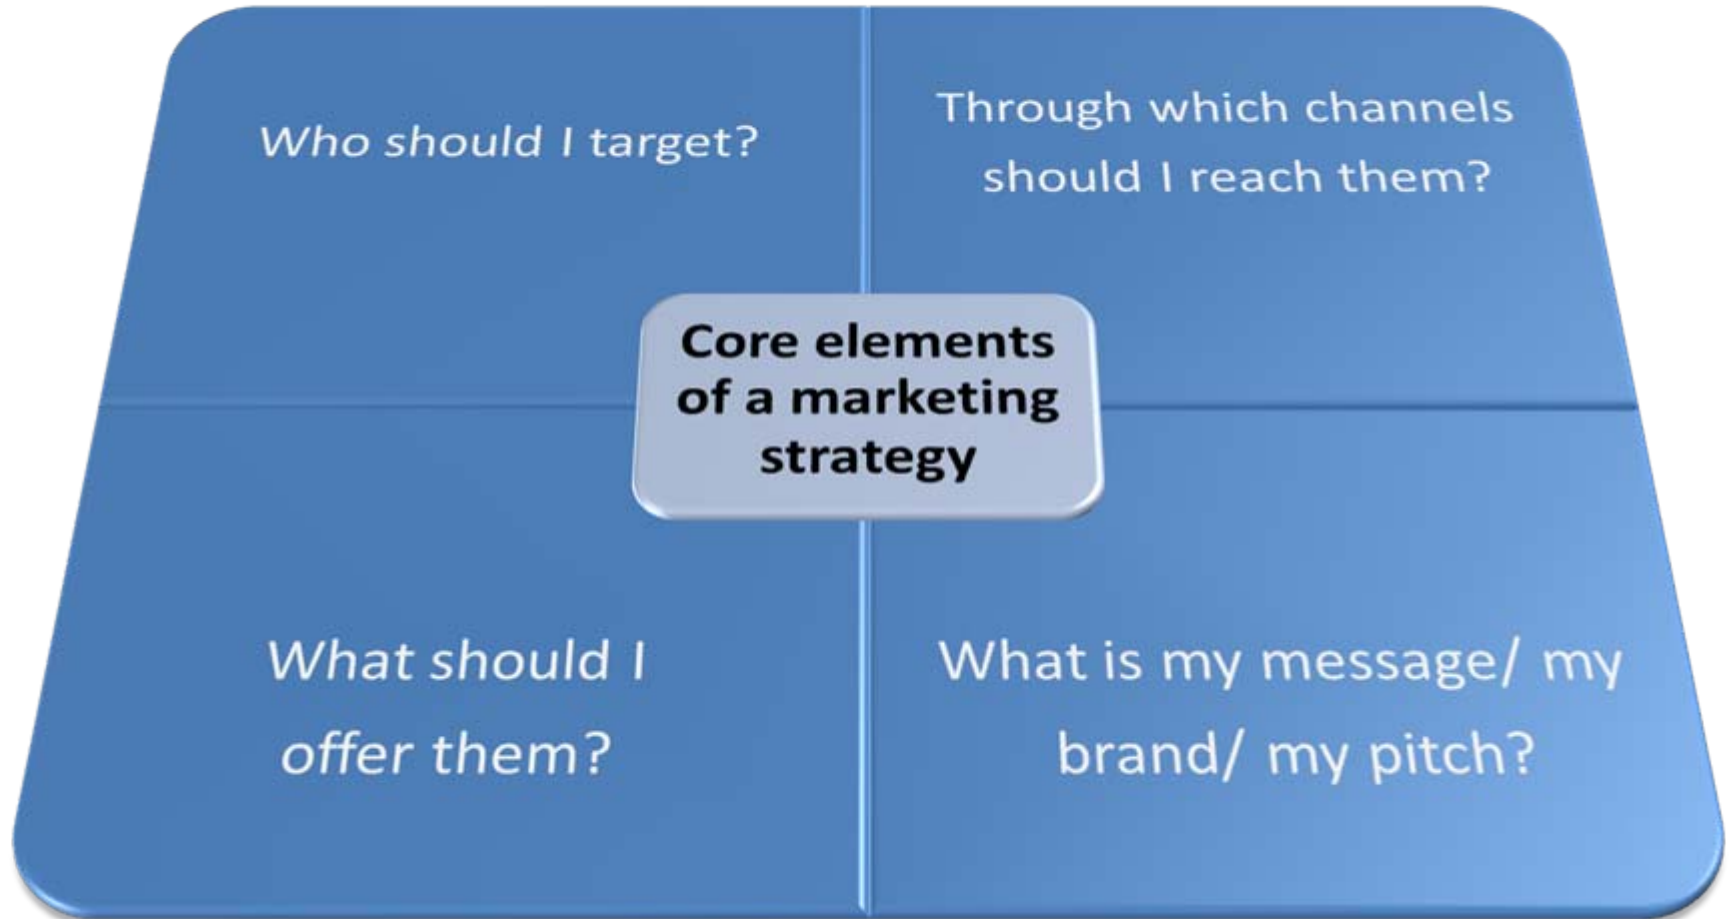 Who should I target?
Through which channels
should I reach them?
Core elements
of a marketing
strategy
What should I
offer them?
What is my message/ my
brand/ my pitch?